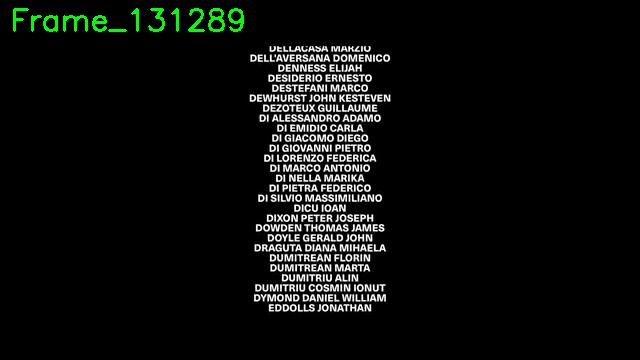 Frame_131289
DELLACASA MARZIO
DELL'AVERSANA DOMENICO
DENNESS ELIJAH
DESIDERIO ERNESTO
DESTEFANI MARCO
DEWHURST JOHN KESTEVEN
DEZOTEUX GUILLAUME
DI ALESSANDRO ADAMO
DI EMIDIO CARLA
DI GIACOMO DIEGO
DI GIOVANNI PIETRO
DI LORENZO FEDERICA
DI MARCO ANTONIO
DI NELLA MARIKA
DI PIETRA FEDERICO
DI SILVIO MASSIMILIANO
DICU IOAN
DIXON PETER JOSEPH
DOWDEN THOMAS JAMES
DOYLE GERALD JOHN
DRAGUTA DIANA MIHAELA
DUMITREAN FLORIN
DUMITREAN MARTA
DUMITRIU ALIN
DUMITRIU COSMIN IONUT
DYMOND DANIEL WILLIAM
EDDOLLS JONATHAN